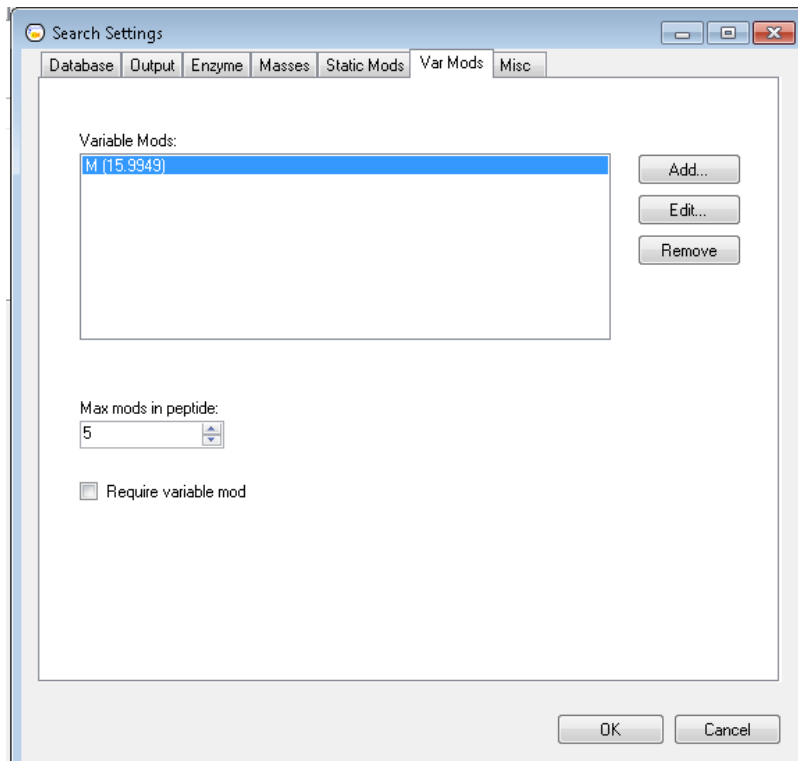 Search Settings
Database Output Enzyme Masses Static Mods Var Mods Misc
Variable Mods:
M (15.9949)
Add...
Edit...
Remove
Max mods in peptide:
5
Require variable mod
OK Cancel